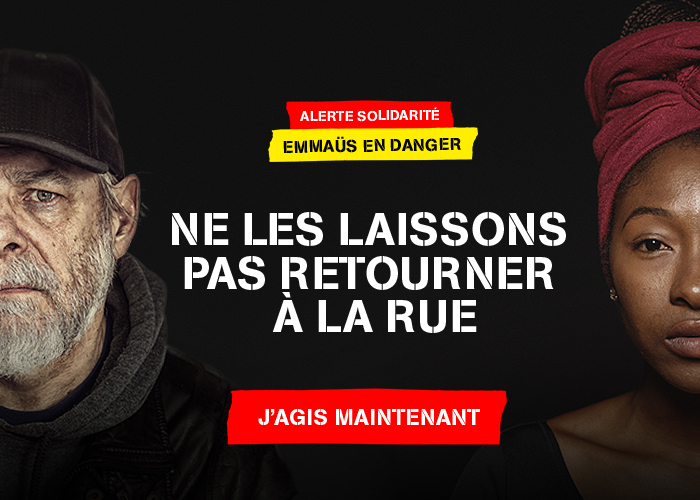 ALERTE SOLIDARITÉ
EMMAÜS EN DANGER
NE LES LAISSONS
PAS RETOURNER
À LA RUE
J'AGIS MAINTENANT